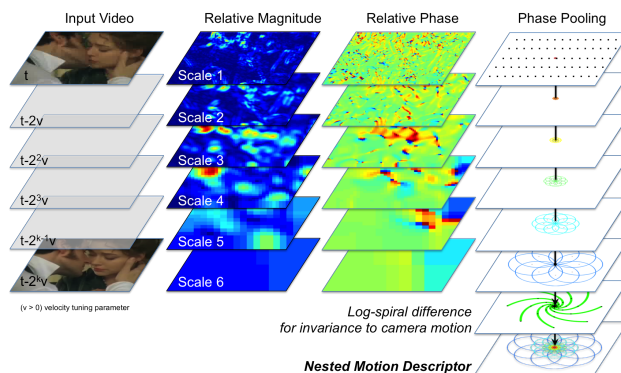 Input Video
Relative Magnitude
Relative Phase
Phase Pooling
t
t-2v
t-2²v
t-2³v
t-2ᵏ⁻¹v
t-2ᵏv
(v > 0) velocity tuning parameter
Scale 1
Scale 2
Scale 3
Scale 4
Scale 5
Scale 6
Log-spiral difference
for invariance to camera motion
Nested Motion Descriptor